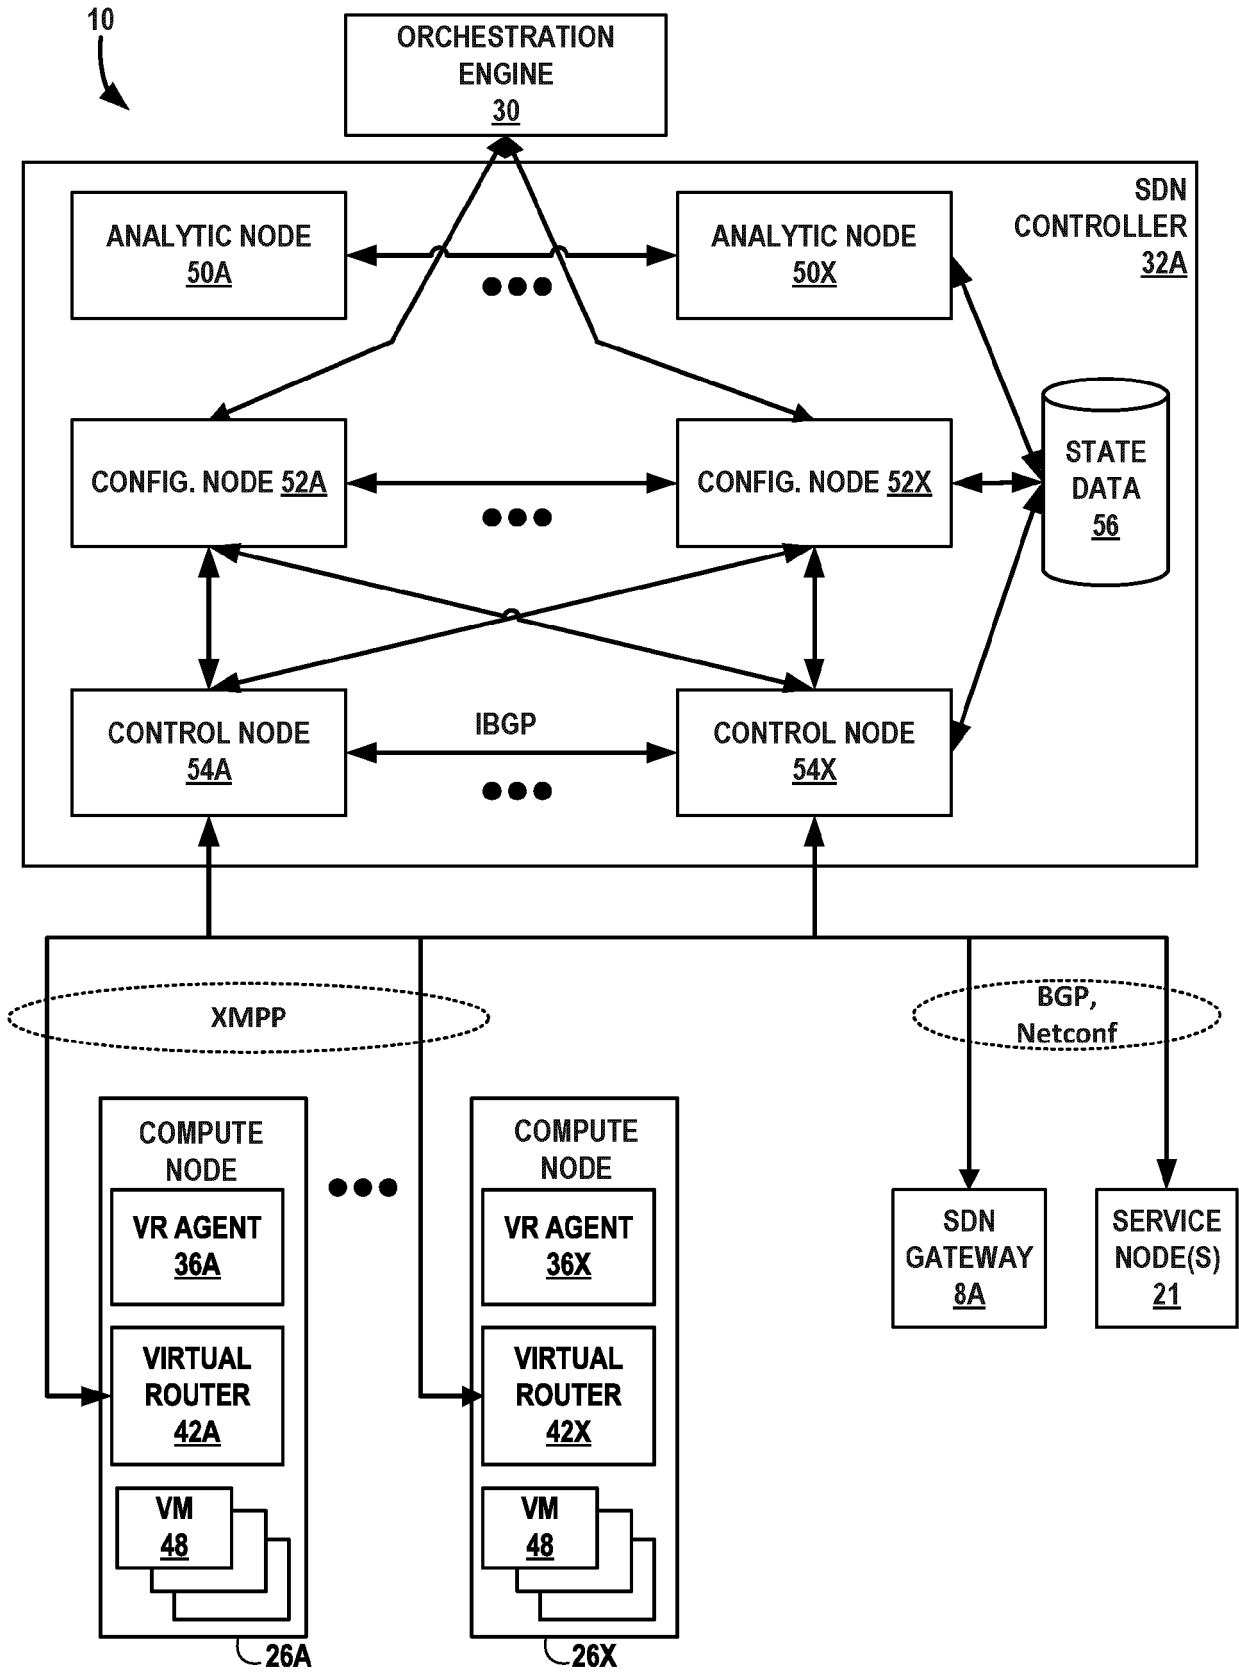 10
ORCHESTRATION
ENGINE
30
SDN
CONTROLLER
32A
ANALYTIC NODE
50A
ANALYTIC NODE
50X
STATE
DATA
56
CONFIG. NODE 52A
CONFIG. NODE 52X
CONTROL NODE
54A
IBGP
CONTROL NODE
54X
XMPP
BGP,
Netconf
COMPUTE
NODE
VR AGENT
36A
VIRTUAL
ROUTER
42A
VM
48
26A
COMPUTE
NODE
VR AGENT
36X
VIRTUAL
ROUTER
42X
VM
48
26X
SDN
GATEWAY
8A
SERVICE
NODE(S)
21